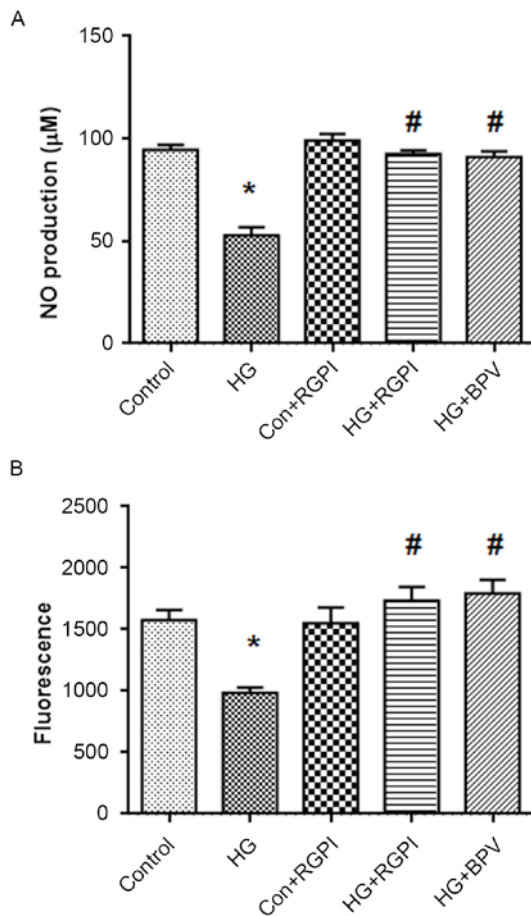 A
NO production (μM)
150
100
50
0
*
#
#
Control
HG
Con+RGPI
HG+RGPI
HG+BPV
B
Fluorescence
2500
2000
1500
1000
500
0
*
#
#
Control
HG
Con+RGPI
HG+RGPI
HG+BPV